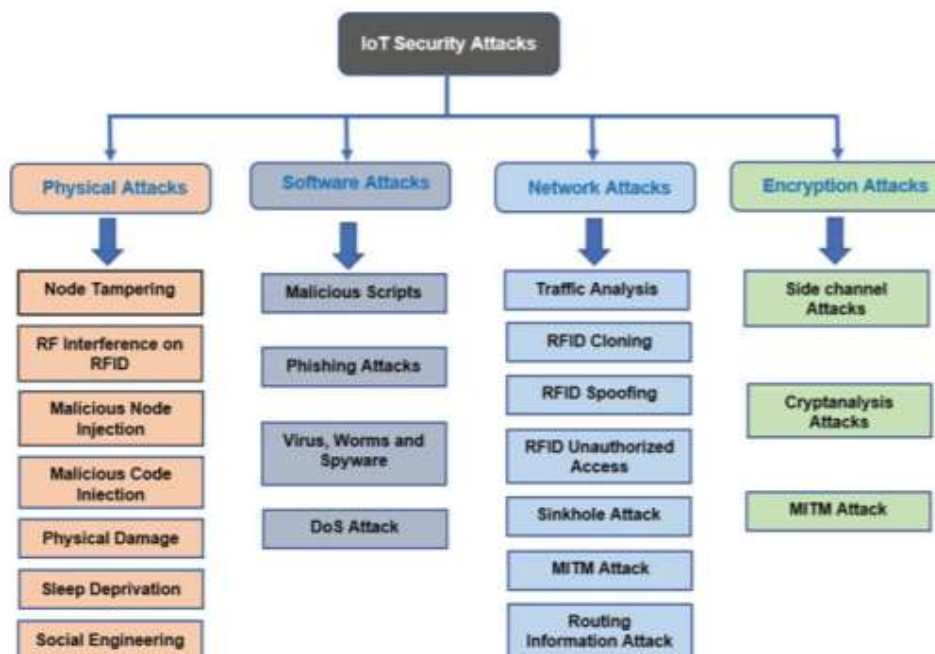 IoT Security Attacks
Physical Attacks
Node Tampering
RF Interference on
RFID
Malicious Node
Injection
Malicious Code
Injection
Physical Damage
Sleep Deprivation
Social Engineering
Software Attacks
Malicious Scripts
Phishing Attacks
Virus, Worms and
Spyware
DoS Attack
Network Attacks
Traffic Analysis
RFID Cloning
RFID Spoofing
RFID Unauthorized
Access
Sinkhole Attack
MITM Attack
Routing
Information Attack
Encryption Attacks
Side channel
Attacks
Cryptanalysis
Attacks
MITM Attack